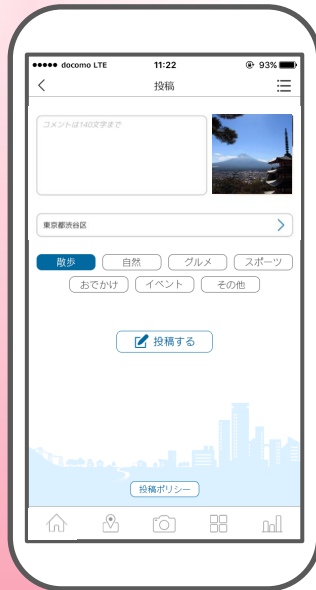 docomo LTE 11:22 93%
投稿
コメントは140文字まで
東京都渋谷区
散歩 自然 グルメ スポーツ
おでかけ イベント その他
投稿する
投稿ポリシー